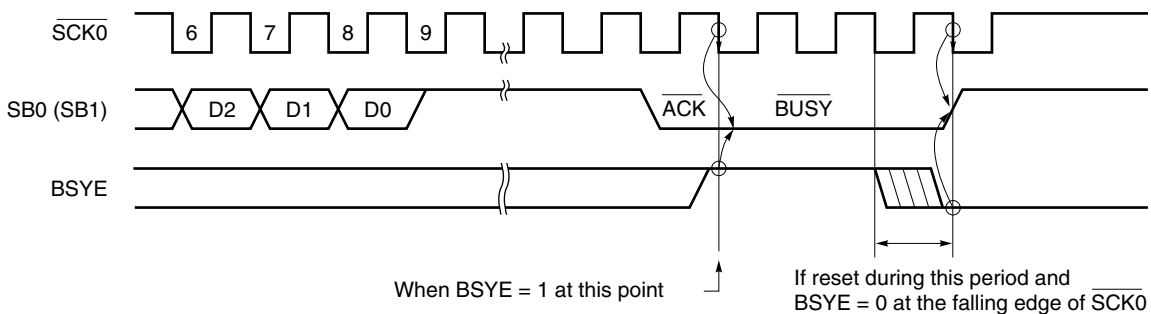 SCK0
6 7 8 9
SB0 (SB1)
D2 D1 D0 ACK BUSY
BSYE
When BSYE = 1 at this point
If reset during this period and
BSYE = 0 at the falling edge of SCK0